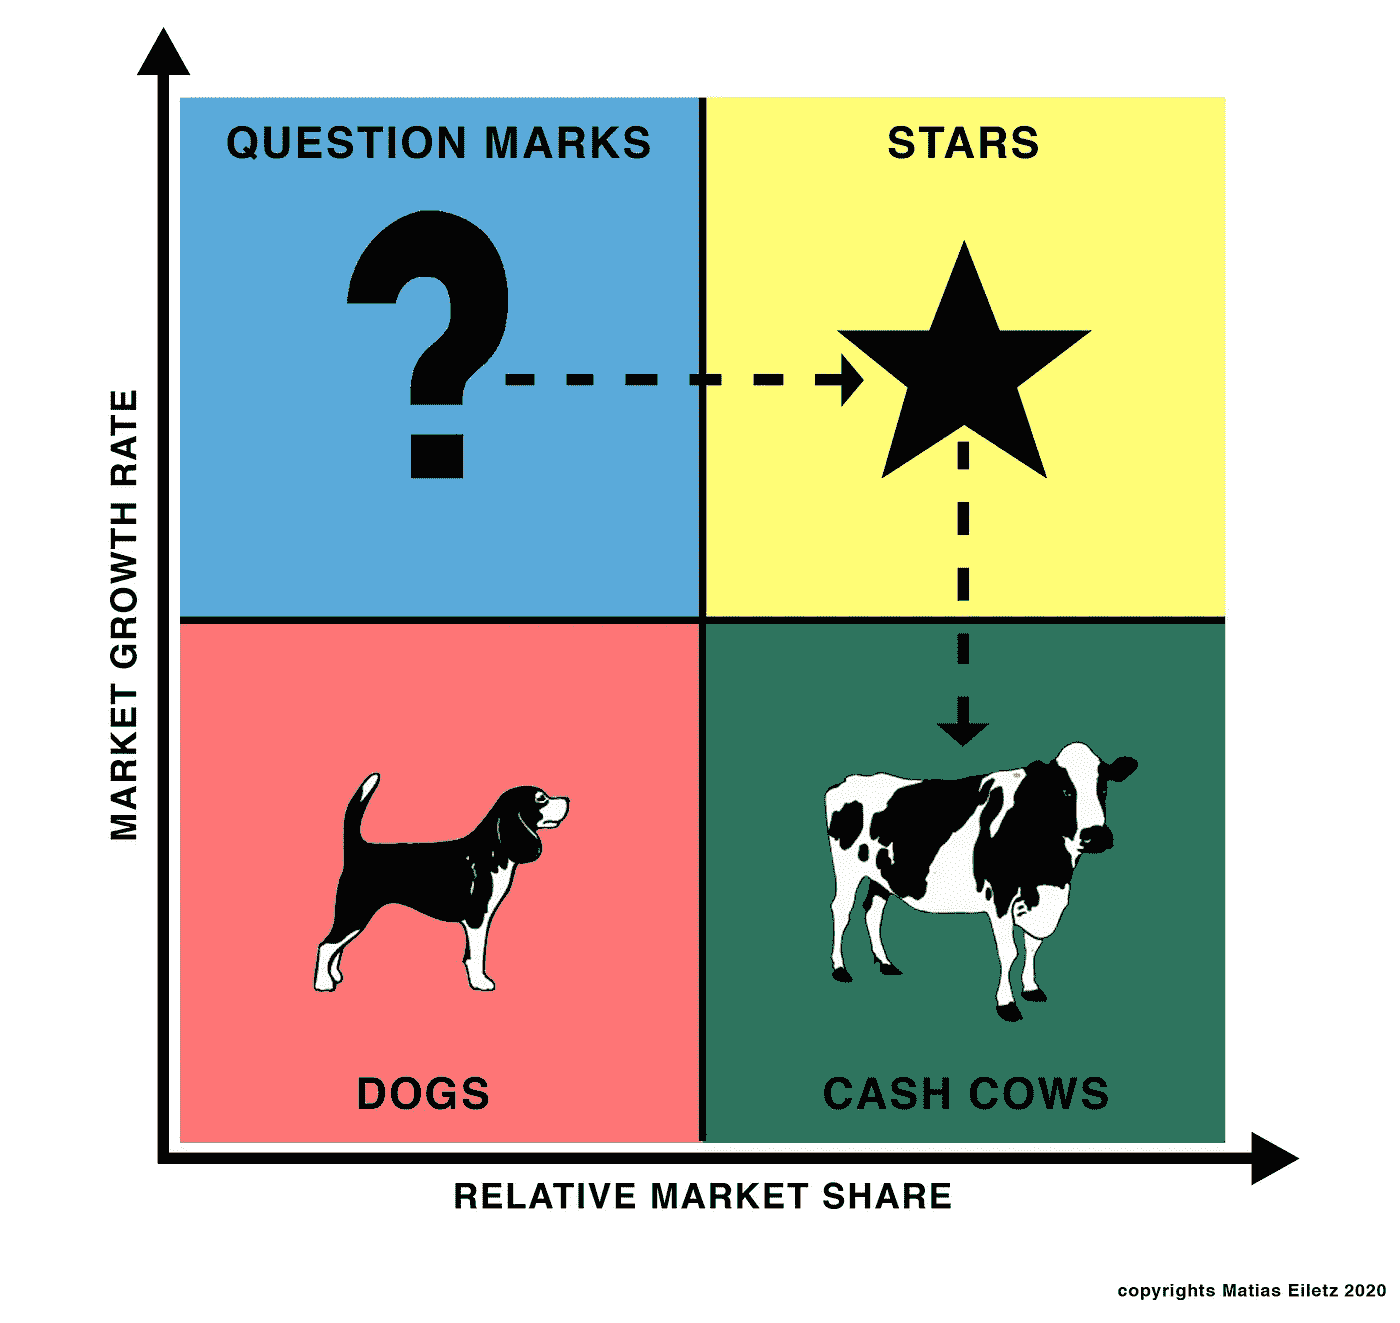 QUESTION MARKS
STARS
MARKET GROWTH RATE
DOGS
CASH COWS
RELATIVE MARKET SHARE
copyrights Matias Eiletz 2020